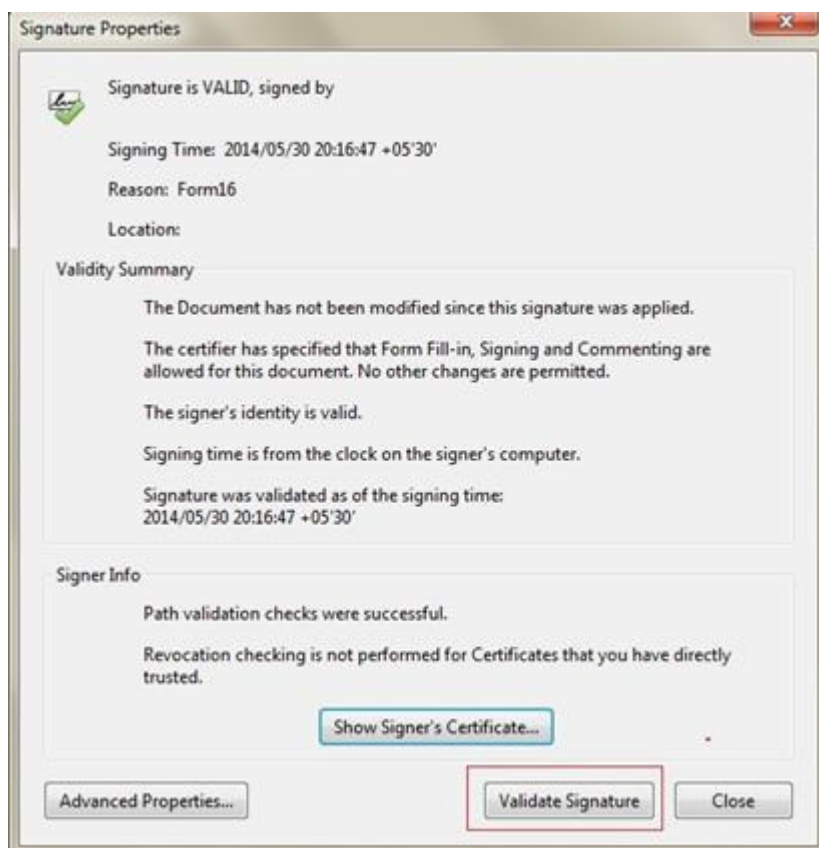 Signature Properties
Signature is VALID, signed by
Signing Time: 2014/05/30 20:16:47 +05'30'
Reason: Form16
Location:
Validity Summary
The Document has not been modified since this signature was applied.
The certifier has specified that Form Fill-in, Signing and Commenting are
allowed for this document. No other changes are permitted.
The signer's identity is valid.
Signing time is from the clock on the signer's computer.
Signature was validated as of the signing time:
2014/05/30 20:16:47 +05'30'
Signer Info
Path validation checks were successful.
Revocation checking is not performed for Certificates that you have directly
trusted.
Show Signer's Certificate...
Advanced Properties...
Validate Signature
Close